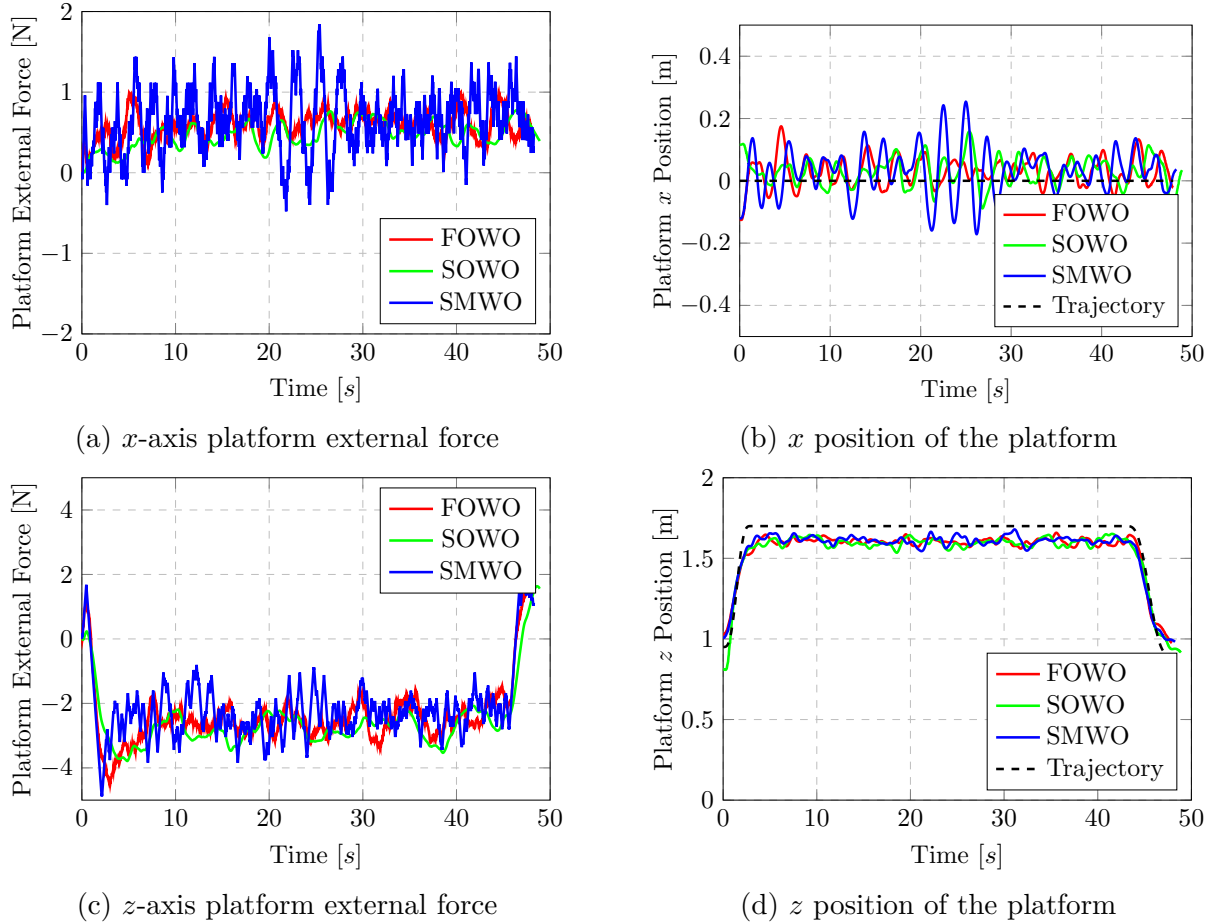 Platform External Force [N]
2
1
0
−1
−2
0
10
20
30
40
50
Time [s]
FOWO
SOWO
SMWO
(a) x-axis platform external force
Platform x Position [m]
0.4
0.2
0
−0.2
−0.4
0
10
20
30
40
50
Time [s]
FOWO
SOWO
SMWO
Trajectory
(b) x position of the platform
Platform External Force [N]
4
2
0
−2
−4
0
10
20
30
40
50
Time [s]
FOWO
SOWO
SMWO
(c) z-axis platform external force
Platform z Position [m]
2
1.5
1
0.5
0
0
10
20
30
40
50
Time [s]
FOWO
SOWO
SMWO
Trajectory
(d) z position of the platform